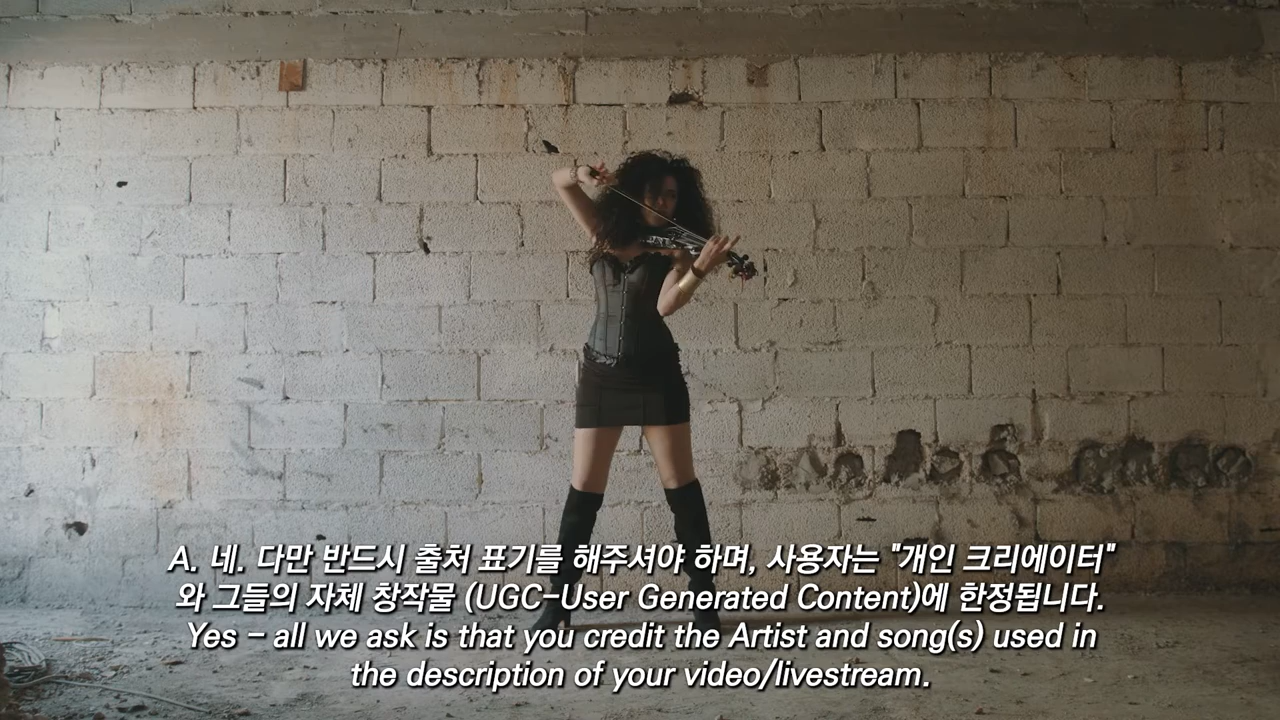 A. 네. 다만 반드시 출처 표기를 해주셔야 하며, 사용자는 "개인 크리에이터"
와 그들의 자체 창작물 (UGC-User Generated Content)에 한정됩니다.
Yes - all we ask is that you credit the Artist and song(s) used in
the description of your video/livestream.